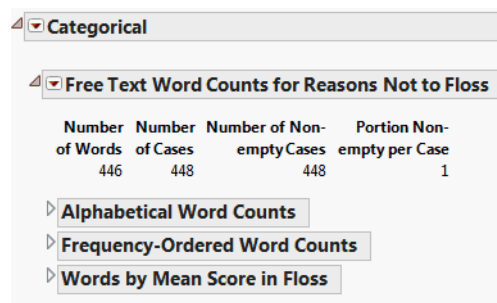 Categorical
Free Text Word Counts for Reasons Not to Floss
Number Number Number of Non- Portion Non-
of Words of Cases empty Cases empty per Case
446 448 448 1
Alphabetical Word Counts
Frequency-Ordered Word Counts
Words by Mean Score in Floss